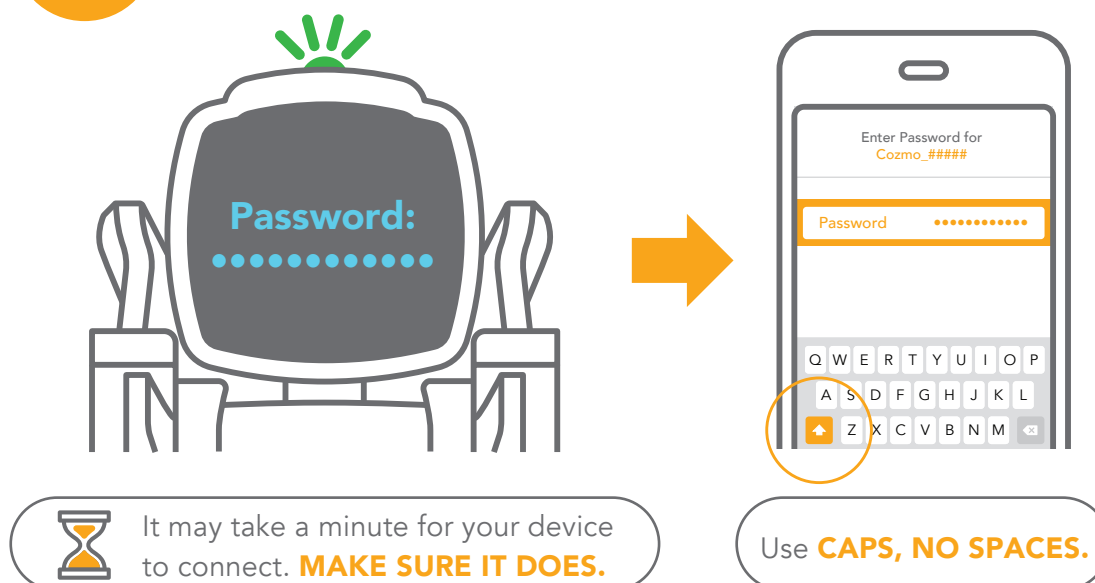 Password:
●●●●●●●●●●●●
Enter Password for
Cozmo_#####
Password ●●●●●●●●●●●●
Q W E R T Y U I O P
A S D F G H J K L
Z X C V B N M
It may take a minute for your device
to connect. MAKE SURE IT DOES.
Use CAPS, NO SPACES.